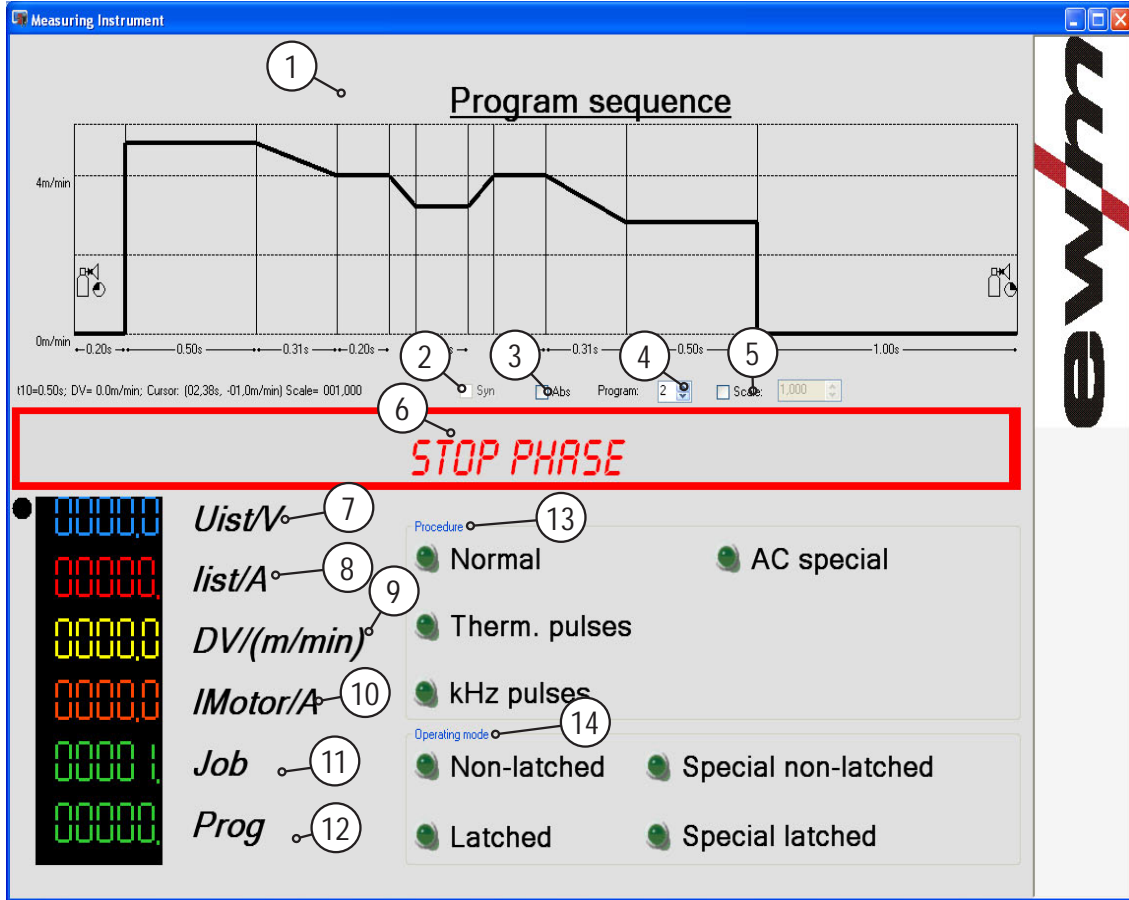 Measuring Instrument
1
Program sequence
4m/min
0m/min
0.20s 0.50s 0.31s 0.20s 0.31s 0.50s 1.00s
2 3 4 5
t10=0.50s; DV= 0.0m/min; Cursor: (02,38s, -01,0m/min) Scale= 001,000 Syn Abs Program: 2 Scale: 1,000
6
STOP PHASE
0000,0 Uist/V 7
00000, Iist/A 8
0000,0 DV/(m/min) 9
0000,0 IMotor/A 10
00001, Job 11
00000, Prog 12
Procedure 13
Normal AC special
Therm. pulses
kHz pulses
Operating mode 14
Non-latched Special non-latched
Latched Special latched
ewm